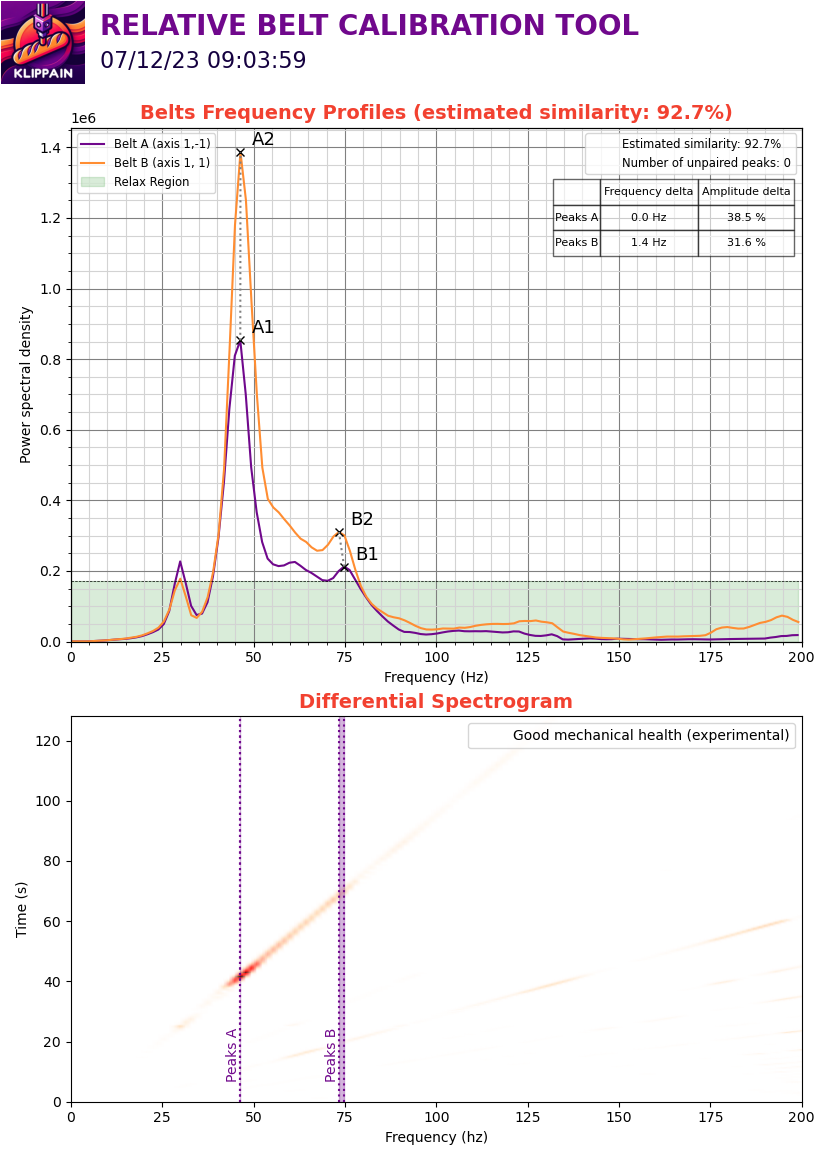 KLIPPAIN
RELATIVE BELT CALIBRATION TOOL
07/12/23 09:03:59
Belts Frequency Profiles (estimated similarity: 92.7%)
1e6
Belt A (axis 1,-1)
Belt B (axis 1, 1)
Relax Region
Estimated similarity: 92.7%
Number of unpaired peaks: 0
Frequency delta Amplitude delta
Peaks A 0.0 Hz 38.5 %
Peaks B 1.4 Hz 31.6 %
A2
A1
B2
B1
Power spectral density
1.4
1.2
1.0
0.8
0.6
0.4
0.2
0.0
0 25 50 75 100 125 150 175 200
Frequency (Hz)
Differential Spectrogram
Good mechanical health (experimental)
Time (s)
120
100
80
60
40
20
0
Peaks A
Peaks B
0 25 50 75 100 125 150 175 200
Frequency (hz)